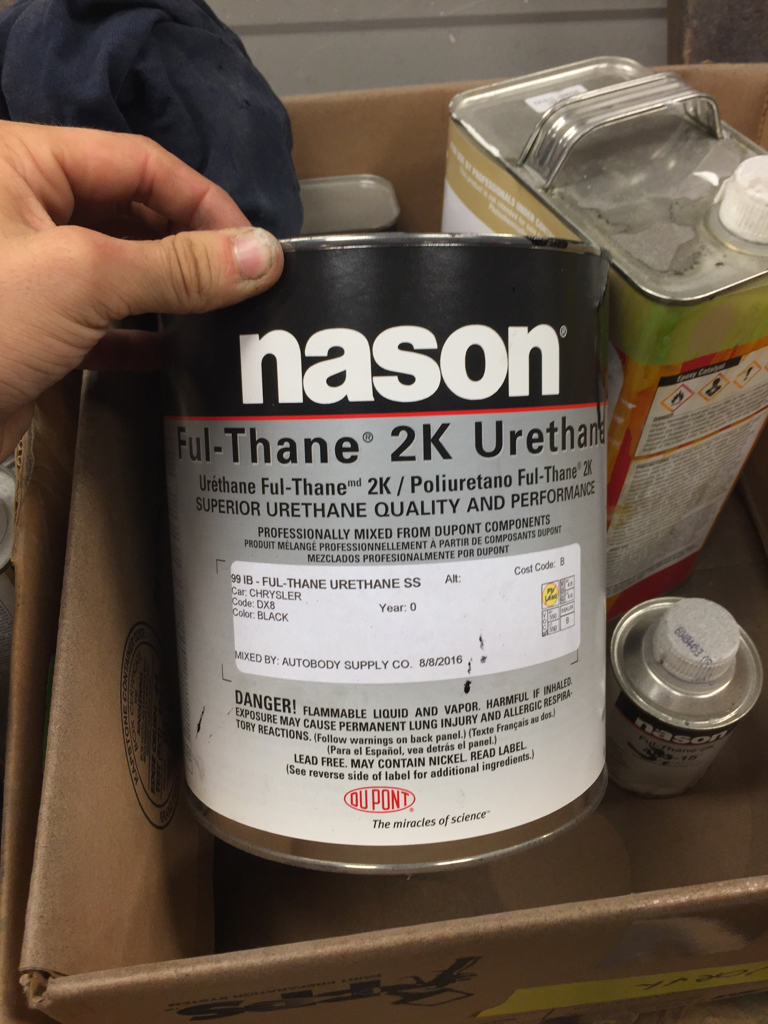 nason®
Ful-Thane® 2K Urethane
Uréthane Ful-Thaneᵐᵈ 2K / Poliuretano Ful-Thane® 2K
SUPERIOR URETHANE QUALITY AND PERFORMANCE
PROFESSIONALLY MIXED FROM DUPONT COMPONENTS
PRODUIT MÉLANGÉ PROFESSIONNELLEMENT À PARTIR DE COMPOSANTS DUPONT
MEZCLADOS PROFESIONALMENTE POR DUPONT
99 IB - FUL-THANE URETHANE SS Alt: Cost Code: B
Car: CHRYSLER
Code: DX8 Year: 0
Color: BLACK
MIXED BY: AUTOBODY SUPPLY CO. 8/8/2016
DANGER! FLAMMABLE LIQUID AND VAPOR. HARMFUL IF INHALED.
EXPOSURE MAY CAUSE PERMANENT LUNG INJURY AND ALLERGIC RESPIRA-
TORY REACTIONS. (Follow warnings on back panel.) (Texte Français au dos.)
(Para el Español, vea detrás el panel.)
LEAD FREE. MAY CONTAIN NICKEL. READ LABEL
(See reverse side of label for additional ingredients.)
DU PONT®
The miracles of science™
Epoxy Catalyst
nason
Ful-Thane